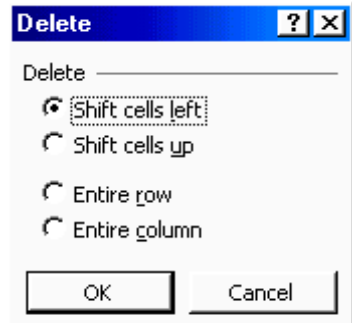 Delete ? X
Delete
Shift cells left
Shift cells up
Entire row
Entire column
OK Cancel